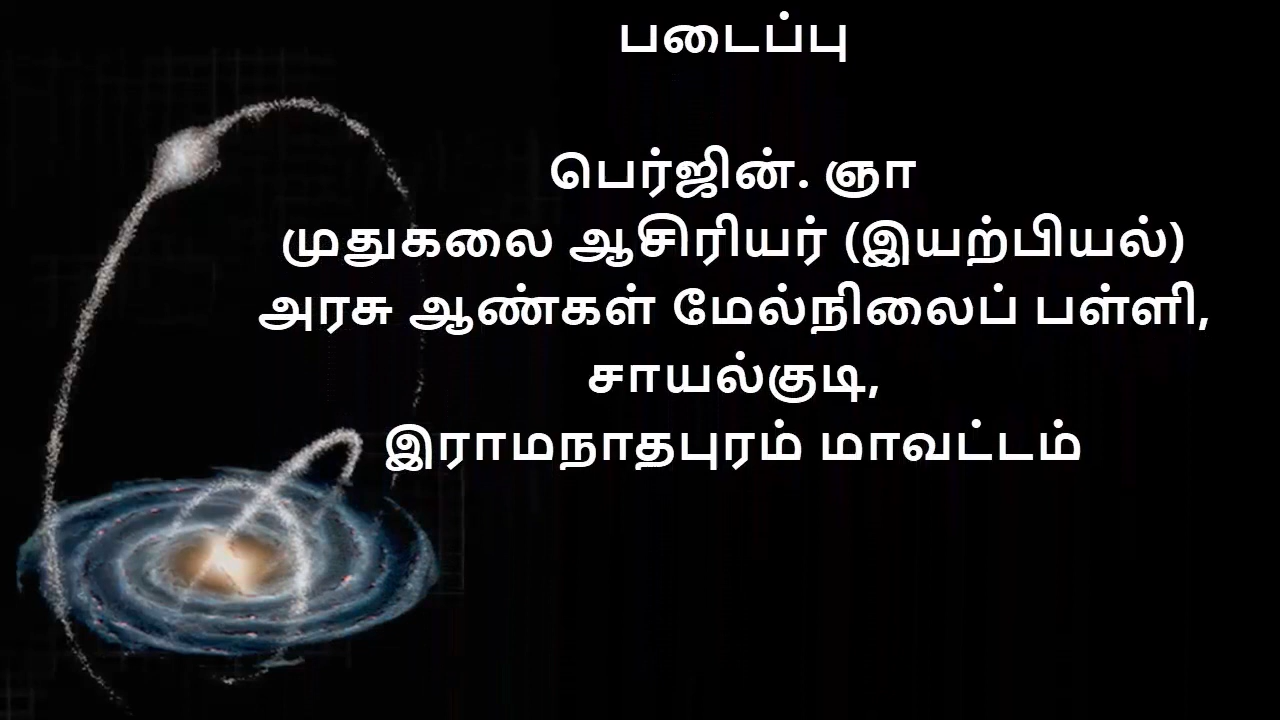 படைப்பு
பெர்ஜின். ஞா
முதுகலை ஆசிரியர் (இயற்பியல்)
அரசு ஆண்கள் மேல்நிலைப் பள்ளி,
சாயல்குடி,
இராமநாதபுரம் மாவட்டம்